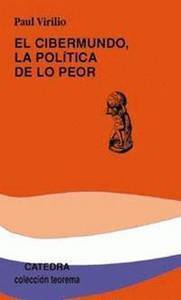 Paul Virilio
EL CIBERMUNDO,
LA POLÍTICA
DE LO PEOR
CATEDRA
colección teorema